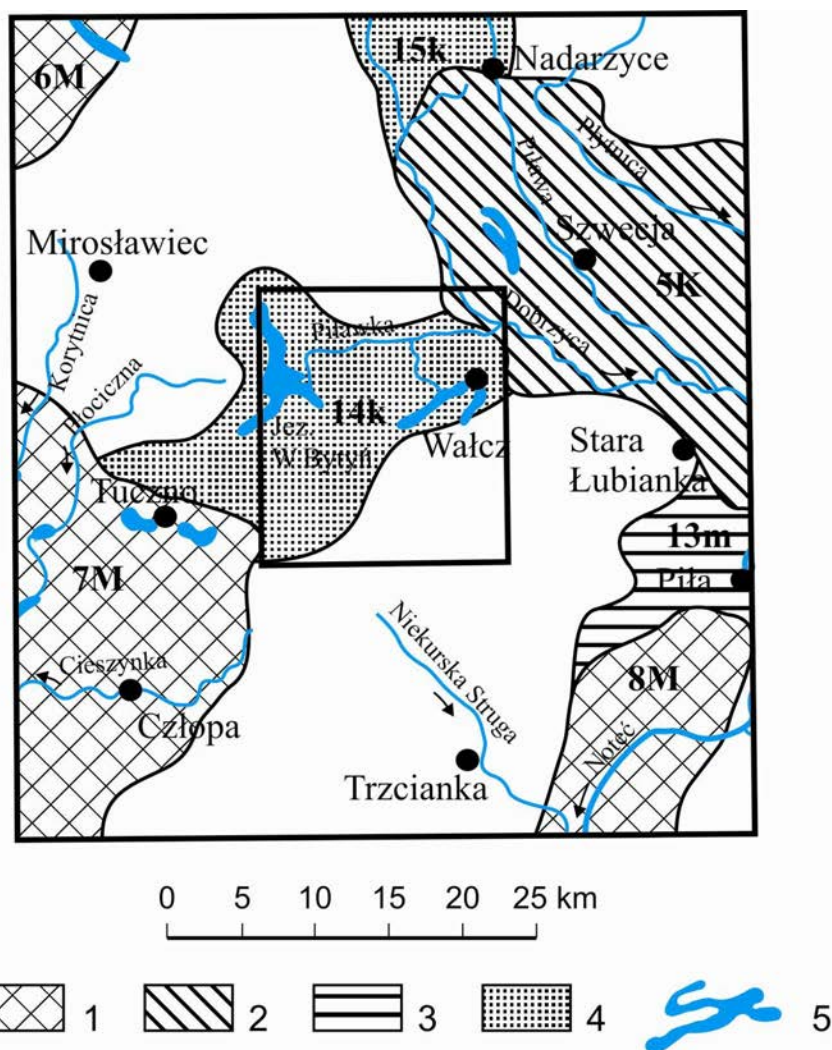 15k
Nadarzyce
6M
Płytnica
Piława
Mirosławiec
Szwecja
5K
Korytnica
Płociczna
Piławka
Dobrzyca
14k
Jez.
W.Bytyń
Wałcz
Stara
Łubianka
Tuczno
13m
7M
Piła
Cieszynka
Niekurska Struga
8M
Człopa
Noteć
Trzcianka
0 5 10 15 20 25 km
1 2 3 4 5